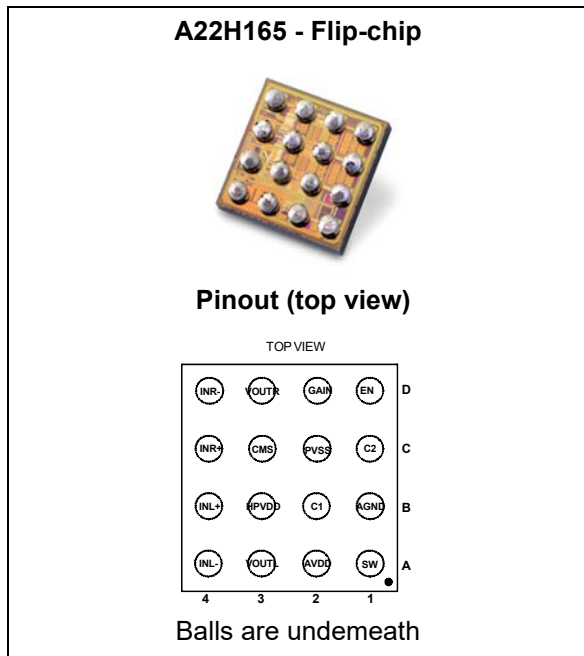 A22H165 - Flip-chip
Pinout (top view)
TOP VIEW
INR- VOUTR GAIN EN D
INR+ CMS PVSS C2 C
INL+ HPVDD C1 AGND B
INL- VOUTL AVDD SW A
4 3 2 1
Balls are undemeath